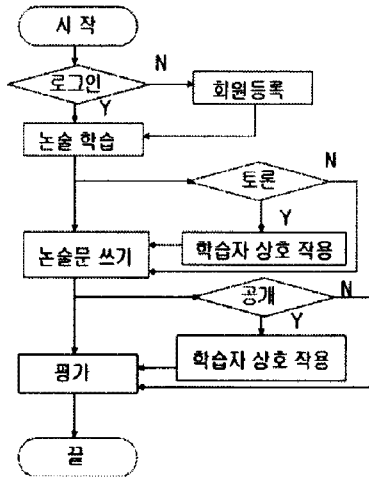 시 작
로그인
N
회원등록
Y
논술 학습
토론
N
Y
논술문 쓰기
학습자 상호 작용
공개
N
Y
평가
학습자 상호 작용
끝